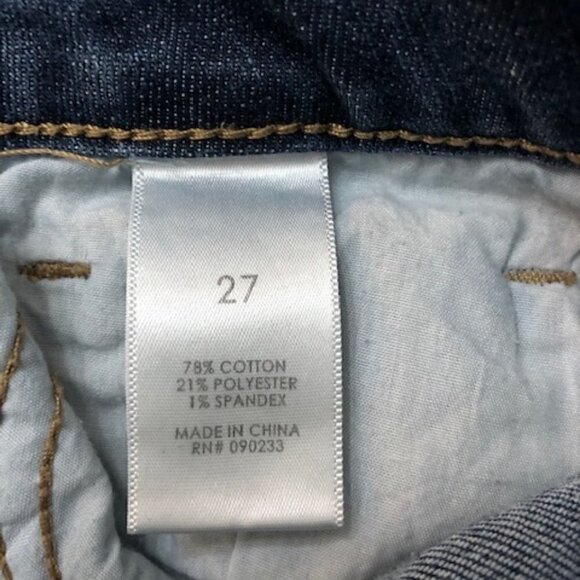 27
78% COTTON
21% POLYESTER
1% SPANDEX
MADE IN CHINA
RN# 090233